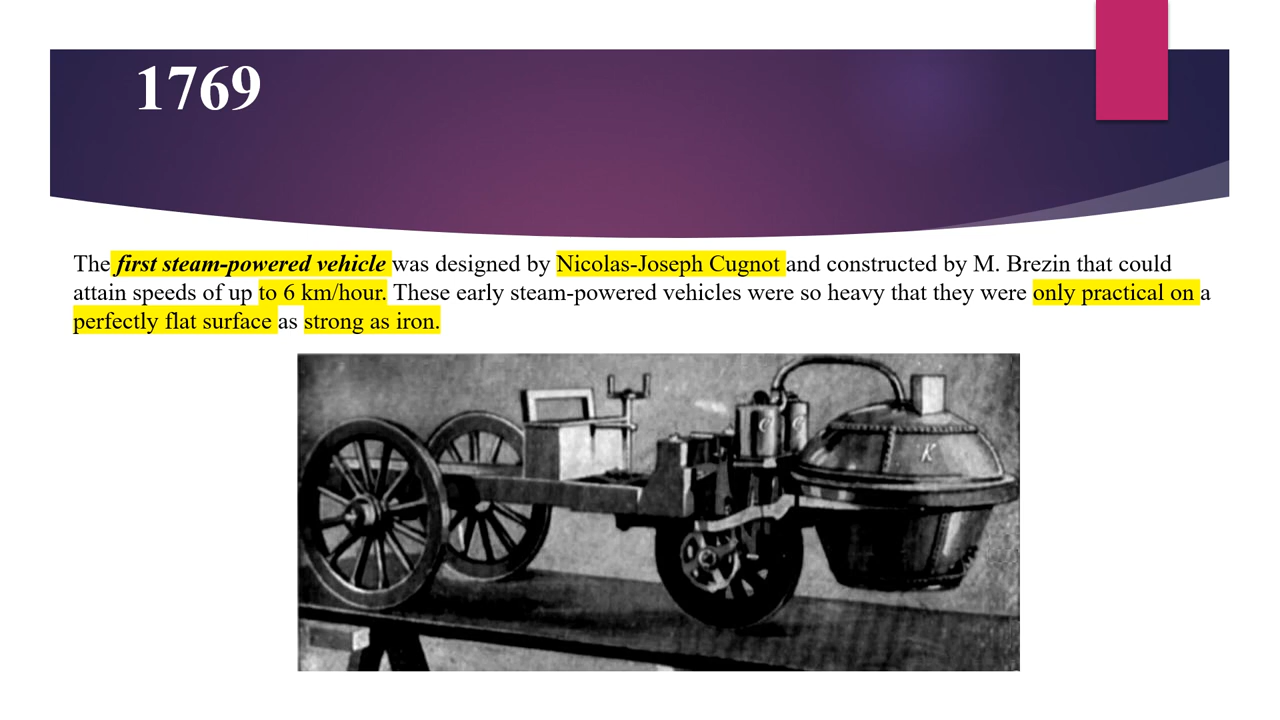 1769
The first steam-powered vehicle was designed by Nicolas-Joseph Cugnot and constructed by M. Brezin that could
attain speeds of up to 6 km/hour. These early steam-powered vehicles were so heavy that they were only practical on a
perfectly flat surface as strong as iron.
C C
K